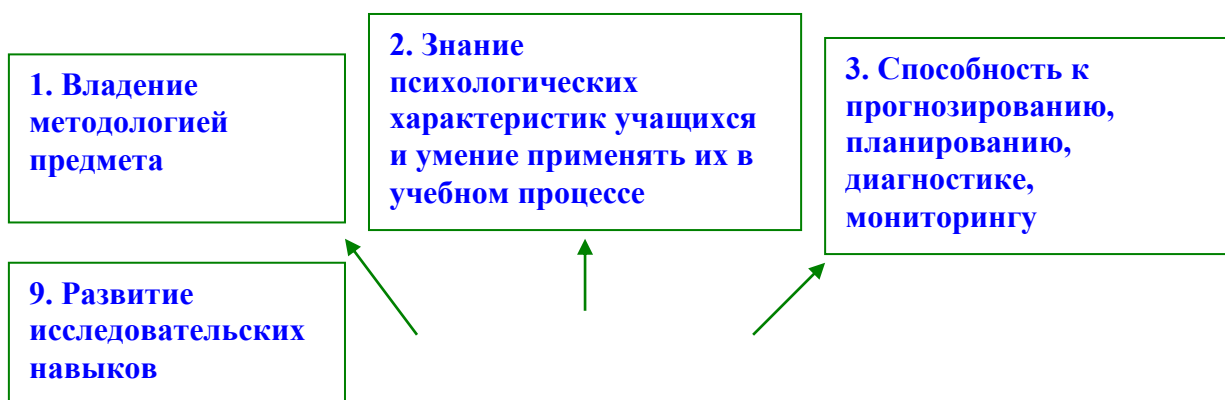 1. Владение
методологией
предмета
2. Знание
психологических
характеристик учащихся
и умение применять их в
учебном процессе
3. Способность к
прогнозированию,
планированию,
диагностике,
мониторингу
9. Развитие
исследовательских
навыков